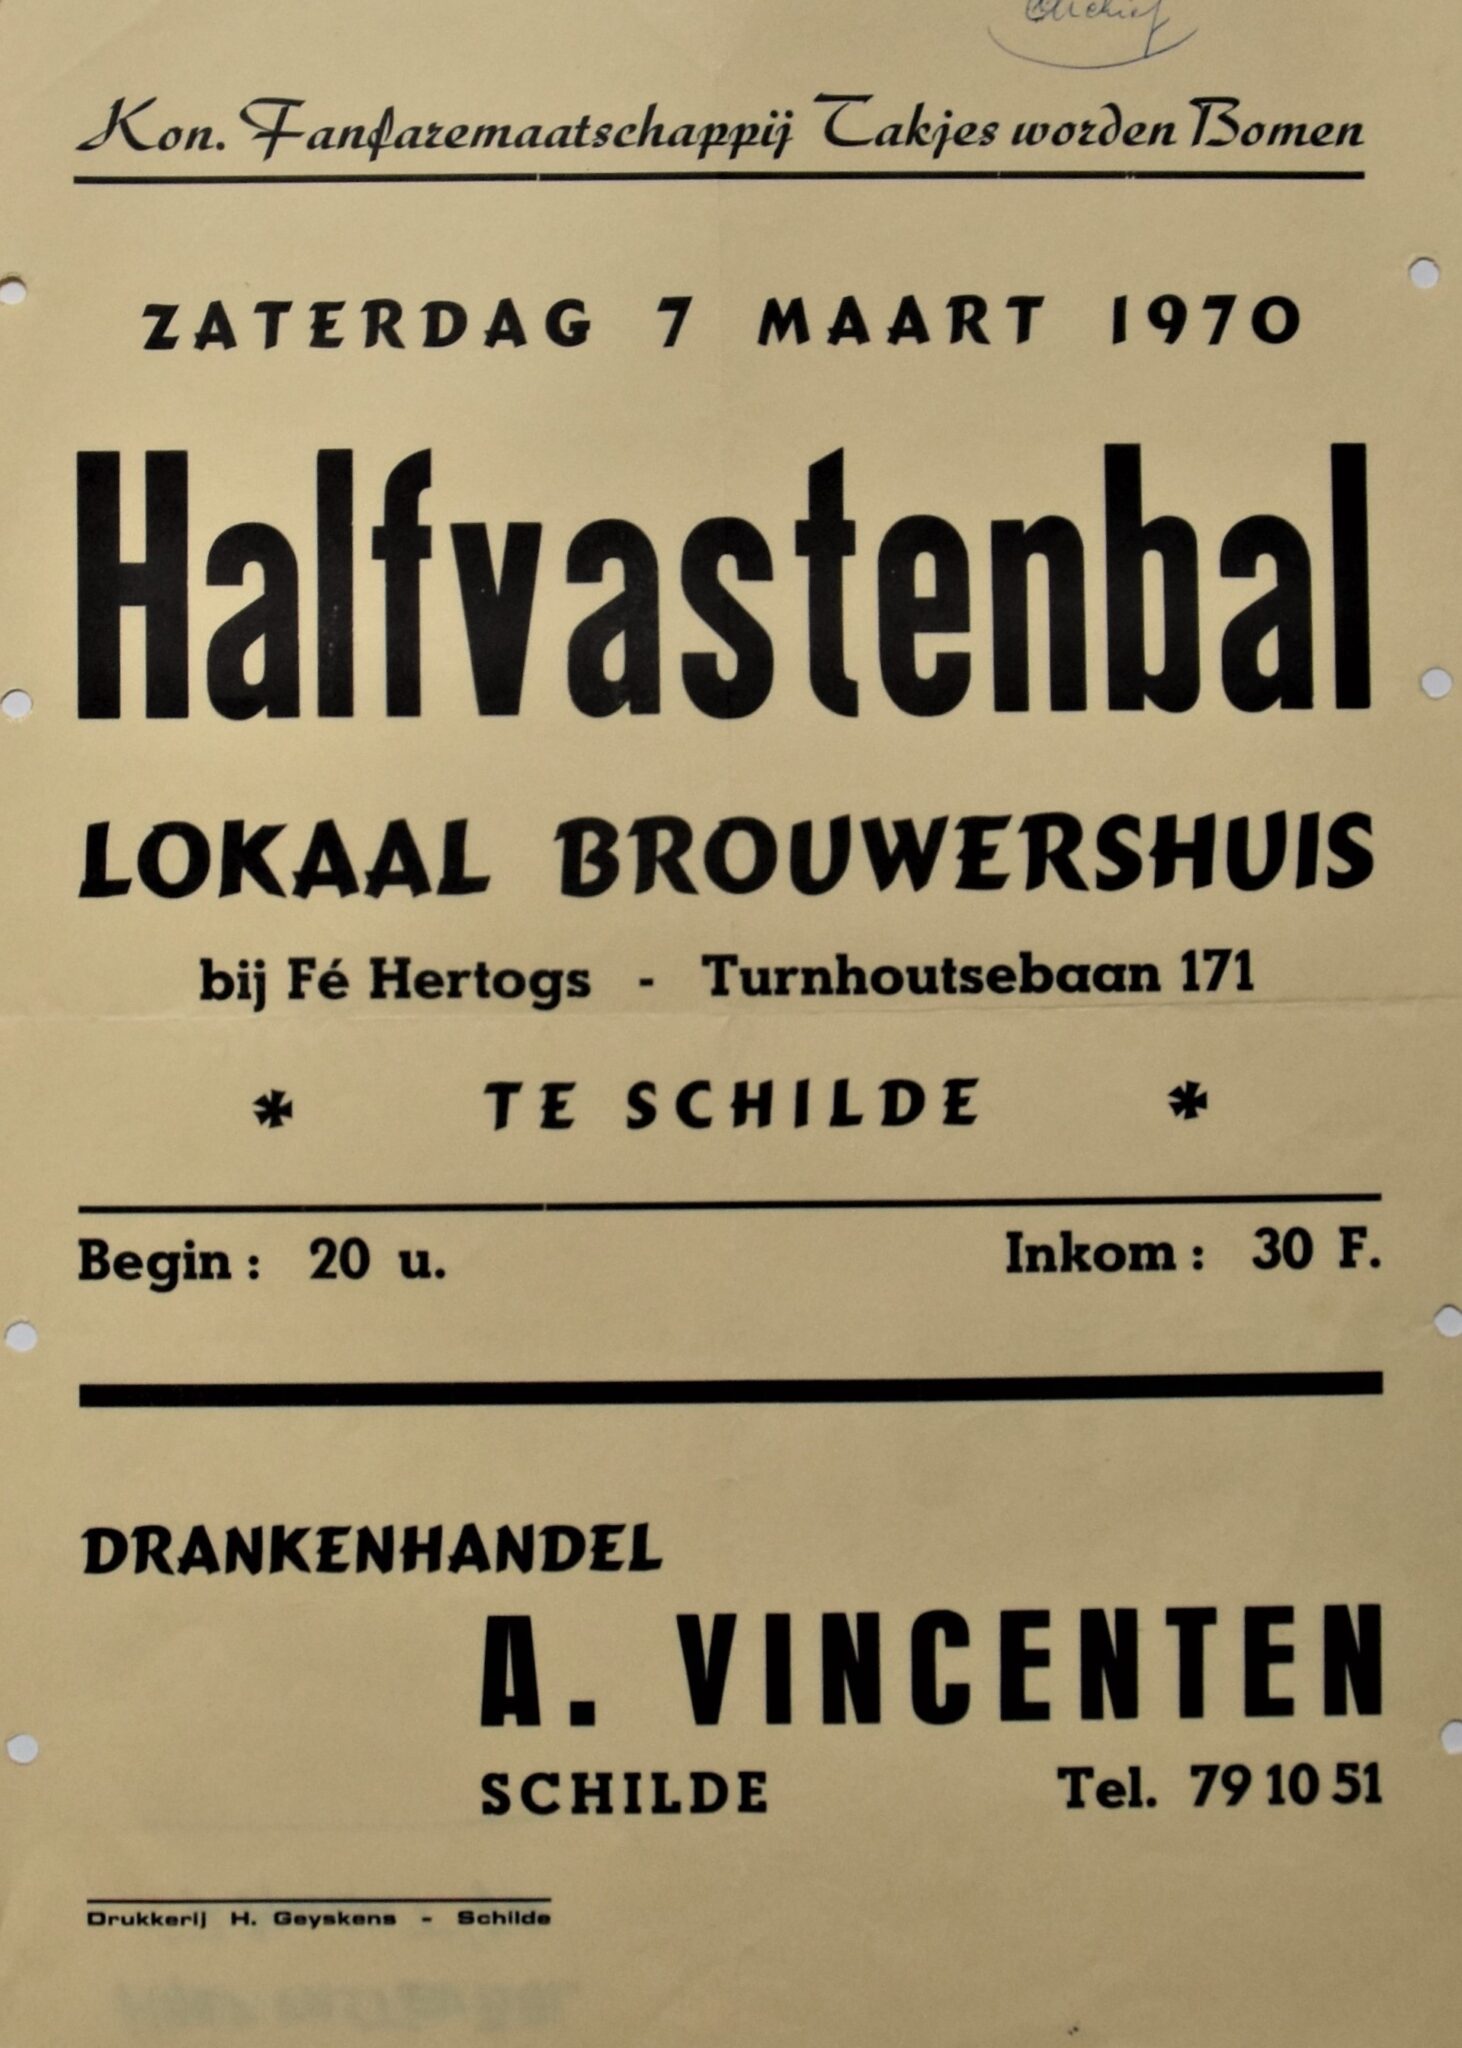 Archief
Kon. Fanfaremaatschappij Takjes worden Bomen
ZATERDAG 7 MAART 1970
Halfvastenbal
LOKAAL BROUWERSHUIS
bij Fé Hertogs - Turnhoutsebaan 171
* TE SCHILDE *
Begin : 20 u. Inkom : 30 F.
DRANKENHANDEL
A. VINCENTEN
SCHILDE Tel. 79 10 51
Drukkerij H. Geyskens - Schilde